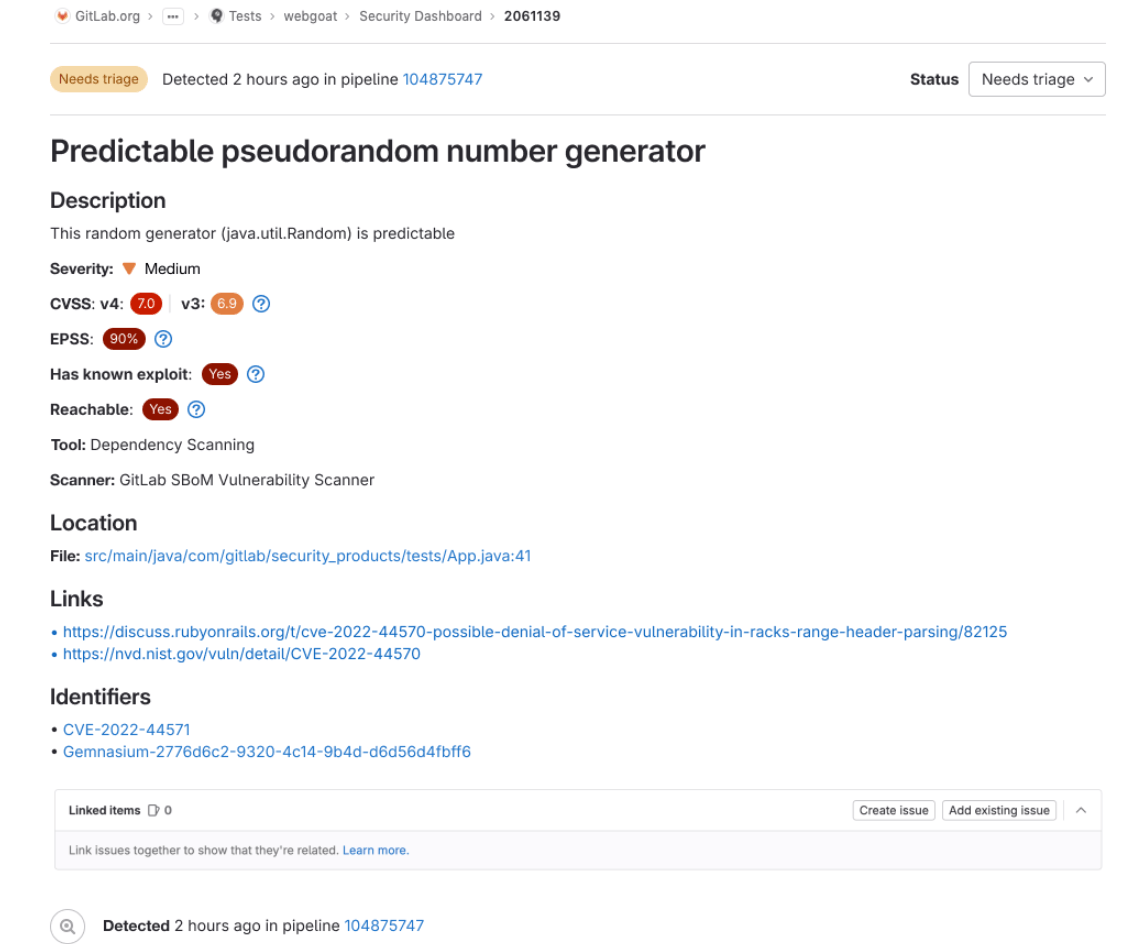 GitLab.org > ... > Tests > webgoat > Security Dashboard > 2061139
Needs triage Detected 2 hours ago in pipeline 104875747 Status Needs triage
Predictable pseudorandom number generator
Description
This random generator (java.util.Random) is predictable
Severity: Medium
CVSS: v4: 7.0 | v3: 6.9 ?
EPSS: 90% ?
Has known exploit: Yes ?
Reachable: Yes ?
Tool: Dependency Scanning
Scanner: GitLab SBoM Vulnerability Scanner
Location
File: src/main/java/com/gitlab/security_products/tests/App.java:41
Links
• https://discuss.rubyonrails.org/t/cve-2022-44570-possible-denial-of-service-vulnerability-in-racks-range-header-parsing/82125
• https://nvd.nist.gov/vuln/detail/CVE-2022-44570
Identifiers
• CVE-2022-44571
• Gemnasium-2776d6c2-9320-4c14-9b4d-d6d56d4fbff6
Linked items 0 Create issue Add existing issue
Link issues together to show that they're related. Learn more.
Detected 2 hours ago in pipeline 104875747